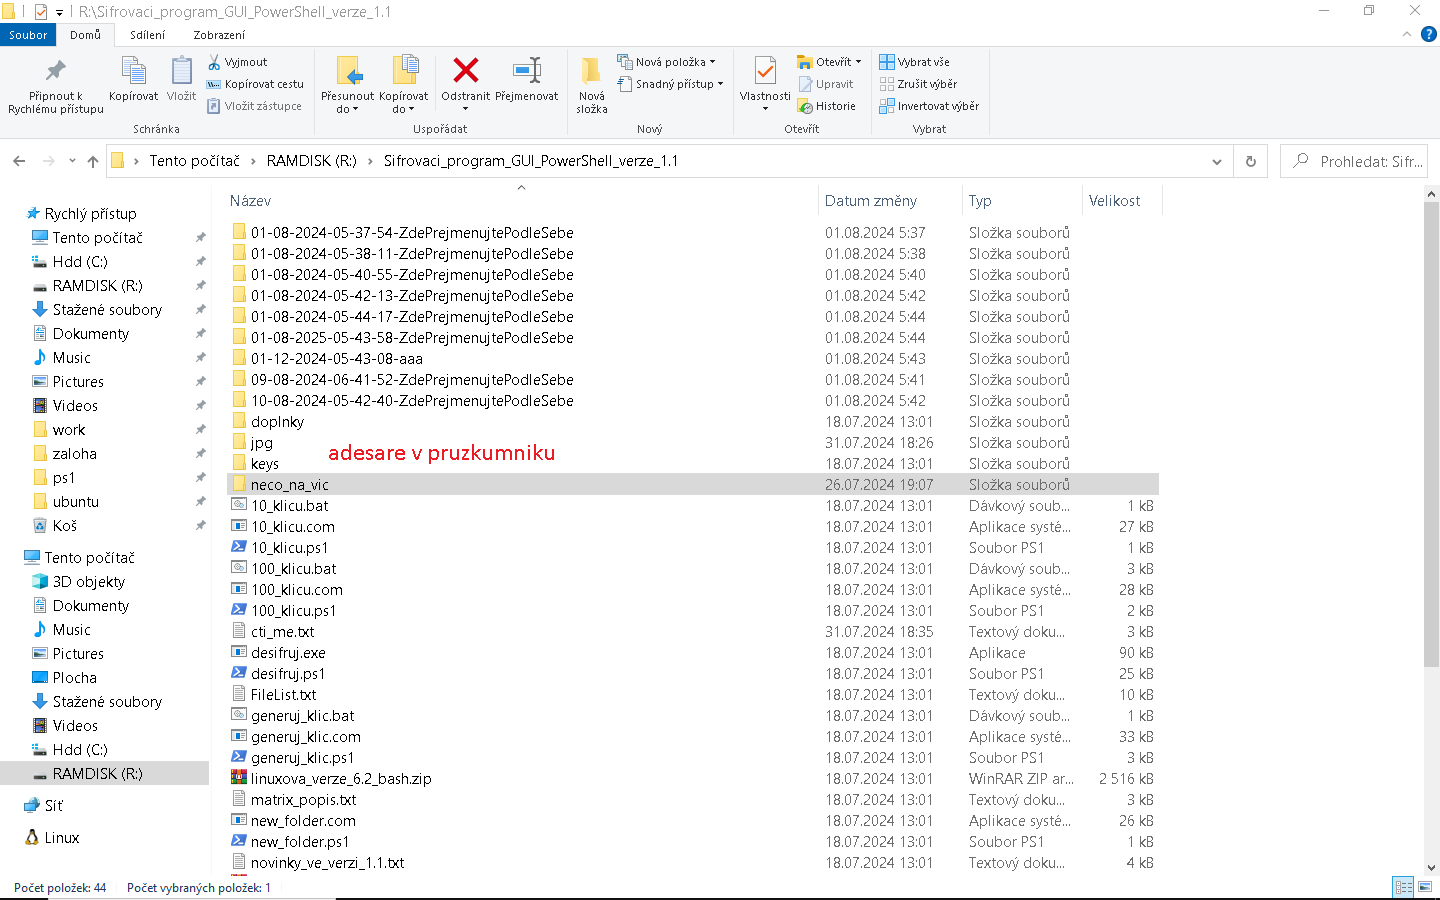 R:\Sifrovaci_program_GUI_PowerShell_verze_1.1
Soubor Domů Sdílení Zobrazení
Připnout k Rychlému přístupu
Kopírovat
Vložit
Vyjmout
Kopírovat cestu
Vložit zástupce
Schránka
Přesunout do
Kopírovat do
Odstranit
Přejmenovat
Uspořádat
Nová složka
Nová položka
Snadný přístup
Nový
Vlastnosti
Otevřít
Upravit
Historie
Otevřít
Vybrat vše
Zrušit výběr
Invertovat výběr
Vybrat
Tento počítač RAMDISK (R:) Sifrovaci_program_GUI_PowerShell_verze_1.1
Prohledat: Sifr...
Rychlý přístup
Tento počítač
Hdd (C:)
RAMDISK (R:)
Stažené soubory
Dokumenty
Music
Pictures
Videos
work
zaloha
ps1
ubuntu
Koš
Tento počítač
3D objekty
Dokumenty
Music
Pictures
Plocha
Stažené soubory
Videos
Hdd (C:)
RAMDISK (R:)
Síť
Linux
Název Datum změny Typ Velikost
01-08-2024-05-37-54-ZdePrejmenujtePodleSebe 01.08.2024 5:37 Složka souborů
01-08-2024-05-38-11-ZdePrejmenujtePodleSebe 01.08.2024 5:38 Složka souborů
01-08-2024-05-40-55-ZdePrejmenujtePodleSebe 01.08.2024 5:40 Složka souborů
01-08-2024-05-42-13-ZdePrejmenujtePodleSebe 01.08.2024 5:42 Složka souborů
01-08-2024-05-44-17-ZdePrejmenujtePodleSebe 01.08.2024 5:44 Složka souborů
01-08-2025-05-43-58-ZdePrejmenujtePodleSebe 01.08.2024 5:44 Složka souborů
01-12-2024-05-43-08-aaa 01.08.2024 5:43 Složka souborů
09-08-2024-06-41-52-ZdePrejmenujtePodleSebe 01.08.2024 5:41 Složka souborů
10-08-2024-05-42-40-ZdePrejmenujtePodleSebe 01.08.2024 5:42 Složka souborů
doplnky 18.07.2024 13:01 Složka souborů
jpg 31.07.2024 18:26 Složka souborů
adesare v pruzkumniku
keys 18.07.2024 13:01 Složka souborů
neco_na_vic 26.07.2024 19:07 Složka souborů
10_klicu.bat 18.07.2024 13:01 Dávkový soub... 1 kB
10_klicu.com 18.07.2024 13:01 Aplikace systé... 27 kB
10_klicu.ps1 18.07.2024 13:01 Soubor PS1 1 kB
100_klicu.bat 18.07.2024 13:01 Dávkový soub... 3 kB
100_klicu.com 18.07.2024 13:01 Aplikace systé... 28 kB
100_klicu.ps1 18.07.2024 13:01 Soubor PS1 2 kB
cti_me.txt 31.07.2024 18:35 Textový doku... 3 kB
desifruj.exe 18.07.2024 13:01 Aplikace 90 kB
desifruj.ps1 18.07.2024 13:01 Soubor PS1 25 kB
FileList.txt 18.07.2024 13:01 Textový doku... 10 kB
generuj_klic.bat 18.07.2024 13:01 Dávkový soub... 1 kB
generuj_klic.com 18.07.2024 13:01 Aplikace systé... 33 kB
generuj_klic.ps1 18.07.2024 13:01 Soubor PS1 3 kB
linuxova_verze_6.2_bash.zip 18.07.2024 13:01 WinRAR ZIP ar... 2 516 kB
matrix_popis.txt 18.07.2024 13:01 Textový doku... 3 kB
new_folder.com 18.07.2024 13:01 Aplikace systé... 26 kB
new_folder.ps1 18.07.2024 13:01 Soubor PS1 1 kB
novinky_ve_verzi_1.1.txt 18.07.2024 13:01 Textový doku... 4 kB
Počet položek: 44 Počet vybraných položek: 1